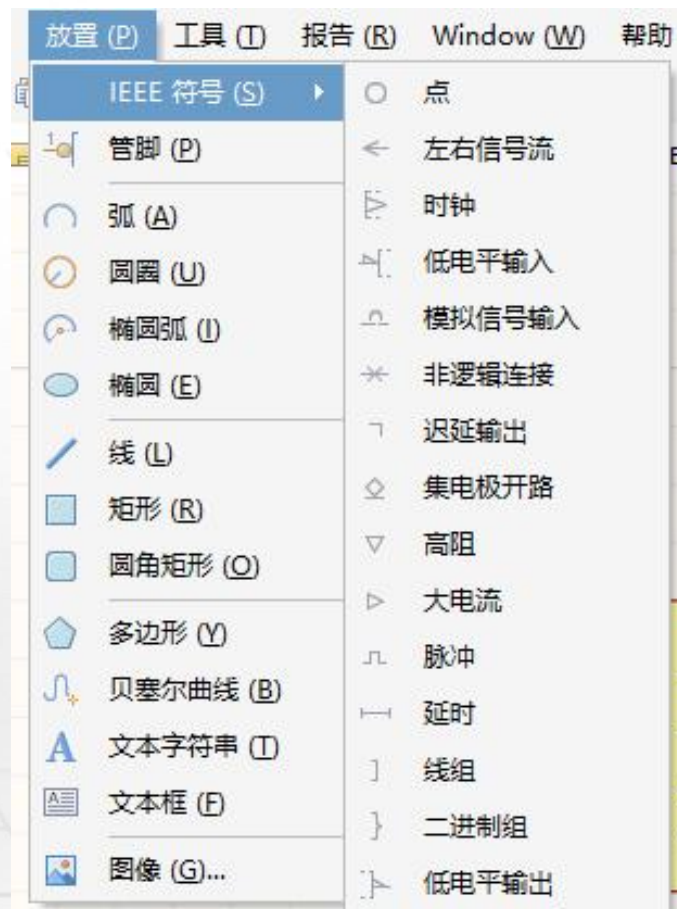 放置 (P) 工具 (T) 报告 (R) Window (W) 帮助
IEEE 符号 (S)
管脚 (P)
弧 (A)
圆圈 (U)
椭圆弧 (I)
椭圆 (E)
线 (L)
矩形 (R)
圆角矩形 (O)
多边形 (Y)
贝塞尔曲线 (B)
文本字符串 (T)
文本框 (F)
图像 (G)...
点
左右信号流
时钟
低电平输入
模拟信号输入
非逻辑连接
迟延输出
集电极开路
高阻
大电流
脉冲
延时
线组
二进制组
低电平输出